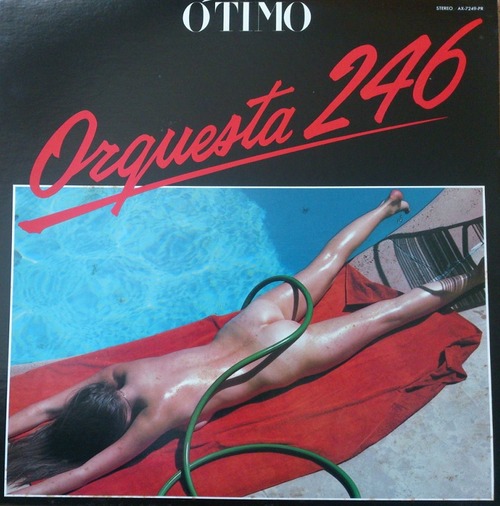 ÓTIMO
STEREO AX-7249-PR
Orquesta 246